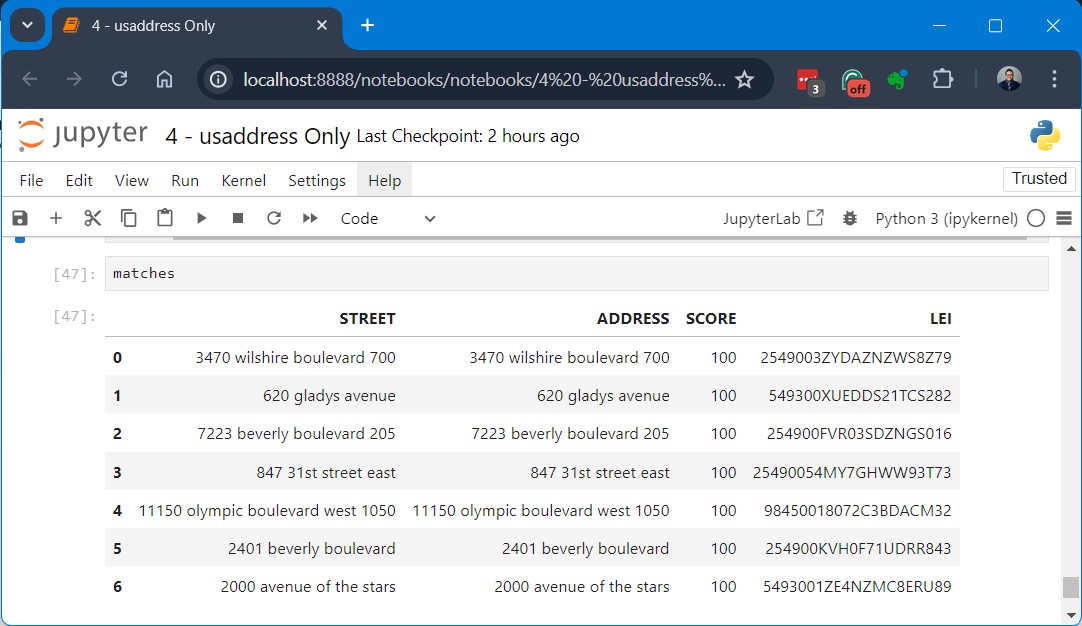 4 - usaddress Only
localhost:8888/notebooks/notebooks/4%20-%20usaddress%...
3
off
jupyter 4 - usaddress Only Last Checkpoint: 2 hours ago
File Edit View Run Kernel Settings Help Trusted
Code JupyterLab Python 3 (ipykernel)
[47]: matches
[47]: STREET ADDRESS SCORE LEI
0 3470 wilshire boulevard 700 3470 wilshire boulevard 700 100 2549003ZYDAZNZWS8Z79
1 620 gladys avenue 620 gladys avenue 100 549300XUEDDS21TCS282
2 7223 beverly boulevard 205 7223 beverly boulevard 205 100 254900FVR03SDZNGS016
3 847 31st street east 847 31st street east 100 25490054MY7GHWW93T73
4 11150 olympic boulevard west 1050 11150 olympic boulevard west 1050 100 98450018072C3BDACM32
5 2401 beverly boulevard 2401 beverly boulevard 100 254900KVH0F71UDRR843
6 2000 avenue of the stars 2000 avenue of the stars 100 5493001ZE4NZMC8ERU89